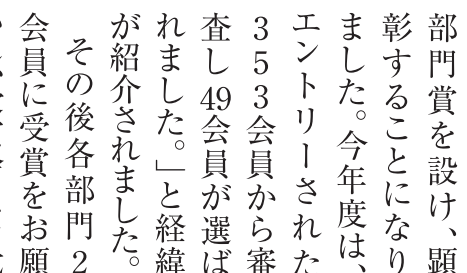 部門賞を設け、顕
彰することになり
ました。今年度は、
エントリーされた
353会員から審
査し49会員が選ば
れました。」と経緯
が紹介されました。
その後各部門2
会員に受賞をお願